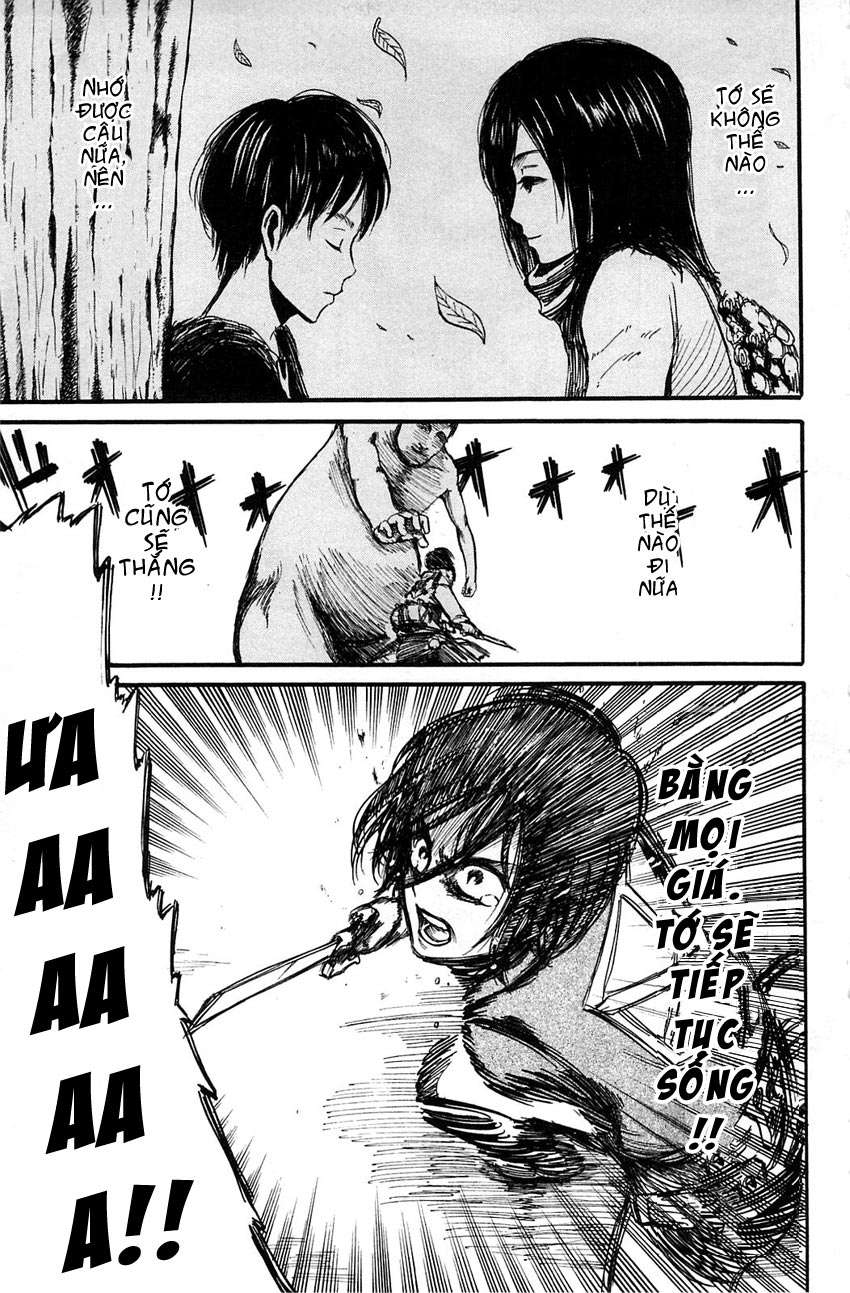 TỚ SẼ
KHÔNG
THỂ
NÀO
...
NHỚ
ĐƯỢC
CẬU
NỮA,
NÊN
...
DÙ
THẾ
NÀO
ĐI
NỮA
TỚ
CŨNG
SẼ
THẮNG
!!
BẰNG
MỌI
GIÁ.
TỚ SẼ
TIẾP
TỤC
SỐNG
!!
ƯA
AA
AA
AA
A!!